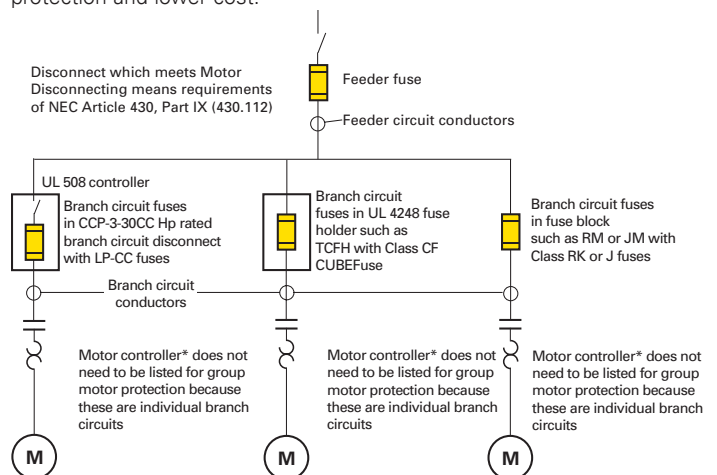 protection and lower cost.
Disconnect which meets Motor
Disconnecting means requirements
of NEC Article 430, Part IX (430.112)
Feeder fuse
Feeder circuit conductors
UL 508 controller
Branch circuit fuses
in CCP-3-30CC Hp rated
branch circuit disconnect
with LP-CC fuses
Branch circuit
fuses in UL 4248 fuse
holder such as
TCFH with Class CF
CUBEFuse
Branch circuit fuses
in fuse block
such as RM or JM with
Class RK or J fuses
Branch circuit
conductors
Motor controller* does not
need to be listed for group
motor protection because
these are individual branch
circuits
Motor controller* does not
need to be listed for group
motor protection because
these are individual branch
circuits
Motor controller* does not
need to be listed for group
motor protection because
these are individual branch
circuits
M
M
M